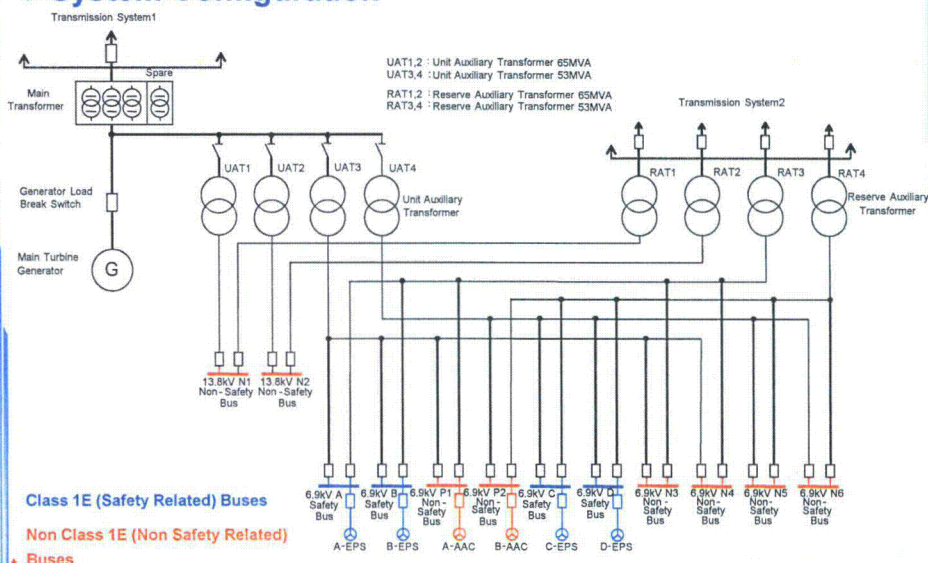 System Configuration
Transmission System1
Spare
Main
Transformer
UAT1,2 : Unit Auxiliary Transformer 65MVA
UAT3,4 : Unit Auxiliary Transformer 53MVA
RAT1,2 : Reserve Auxiliary Transformer 65MVA
RAT3,4 : Reserve Auxiliary Transformer 53MVA
Transmission System2
UAT1
UAT2
UAT3
UAT4
RAT1
RAT2
RAT3
RAT4
Generator Load
Break Switch
Unit Auxiliary
Transformer
Reserve Auxiliary
Transformer
Main Turbine
Generator
G
13.8kV N1
Non-Safety
Bus
13.8kV N2
Non-Safety
Bus
6.9kV A
Safety
Bus
6.9kV B
Safety
Bus
6.9kV P1
Non-
Safety
Bus
6.9kV P2
Non-
Safety
Bus
6.9kV C
Safety
Bus
6.9kV D
Safety
Bus
6.9kV N3
Non-
Safety
Bus
6.9kV N4
Non-
Safety
Bus
6.9kV N5
Non-
Safety
Bus
6.9kV N6
Non-
Safety
Bus
A-EPS
B-EPS
A-AAC
B-AAC
C-EPS
D-EPS
Class 1E (Safety Related) Buses
Non Class 1E (Non Safety Related)
Buses